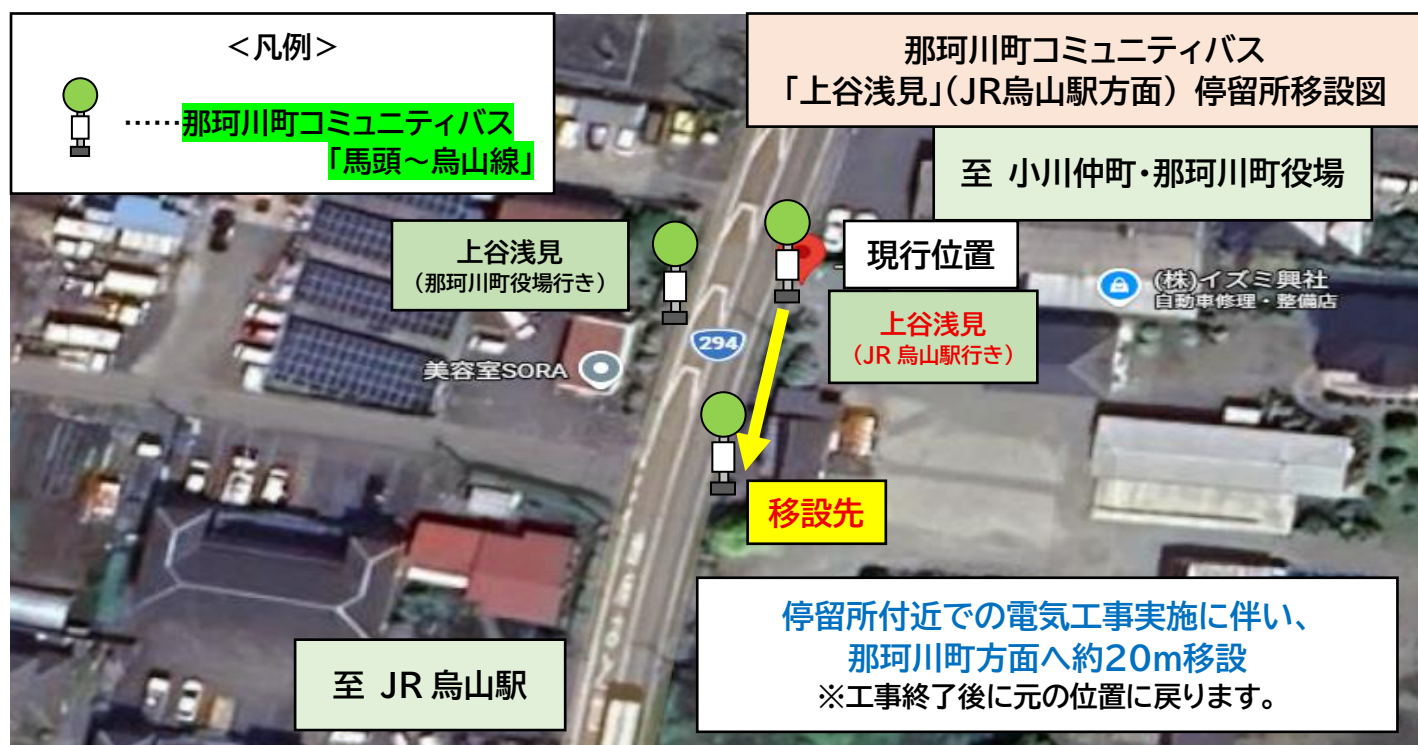 ＜凡例＞
……那珂川町コミュニティバス
「馬頭～烏山線」
那珂川町コミュニティバス
「上谷浅見」（JR烏山駅方面） 停留所移設図
至 小川仲町・那珂川町役場
上谷浅見
（那珂川町役場行き）
現行位置
上谷浅見
（JR 烏山駅行き）
(株)イズミ興社
自動車修理・整備店
294
美容室SORA
移設先
至 JR 烏山駅
停留所付近での電気工事実施に伴い、
那珂川町方面へ約20m移設
※工事終了後に元の位置に戻ります。